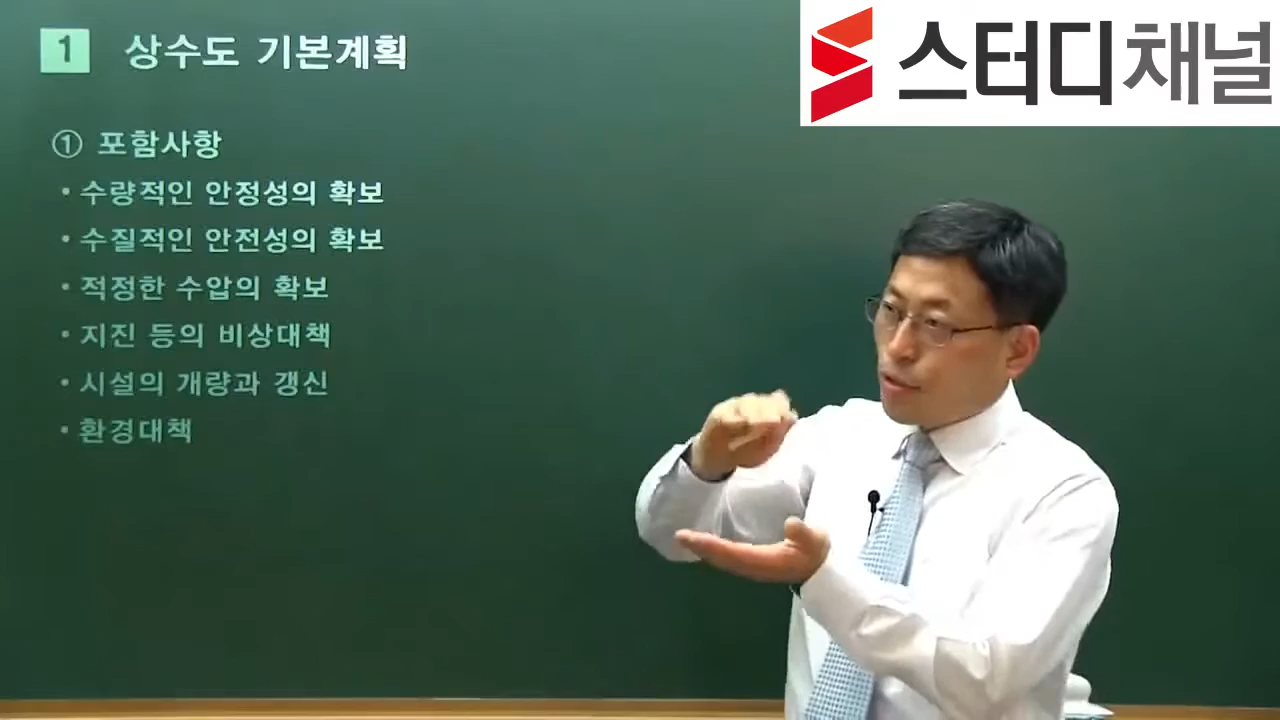 1 상수도 기본계획
스터디채널
① 포함사항
• 수량적인 안정성의 확보
• 수질적인 안전성의 확보
• 적정한 수압의 확보
• 지진 등의 비상대책
• 시설의 개량과 갱신
• 환경대책